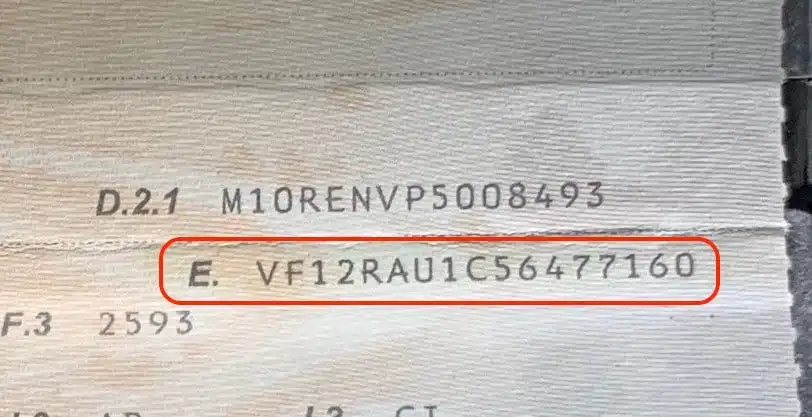 D.2.1 M10RENVP5008493
E. VF12RAU1C56477160
F.3 2593